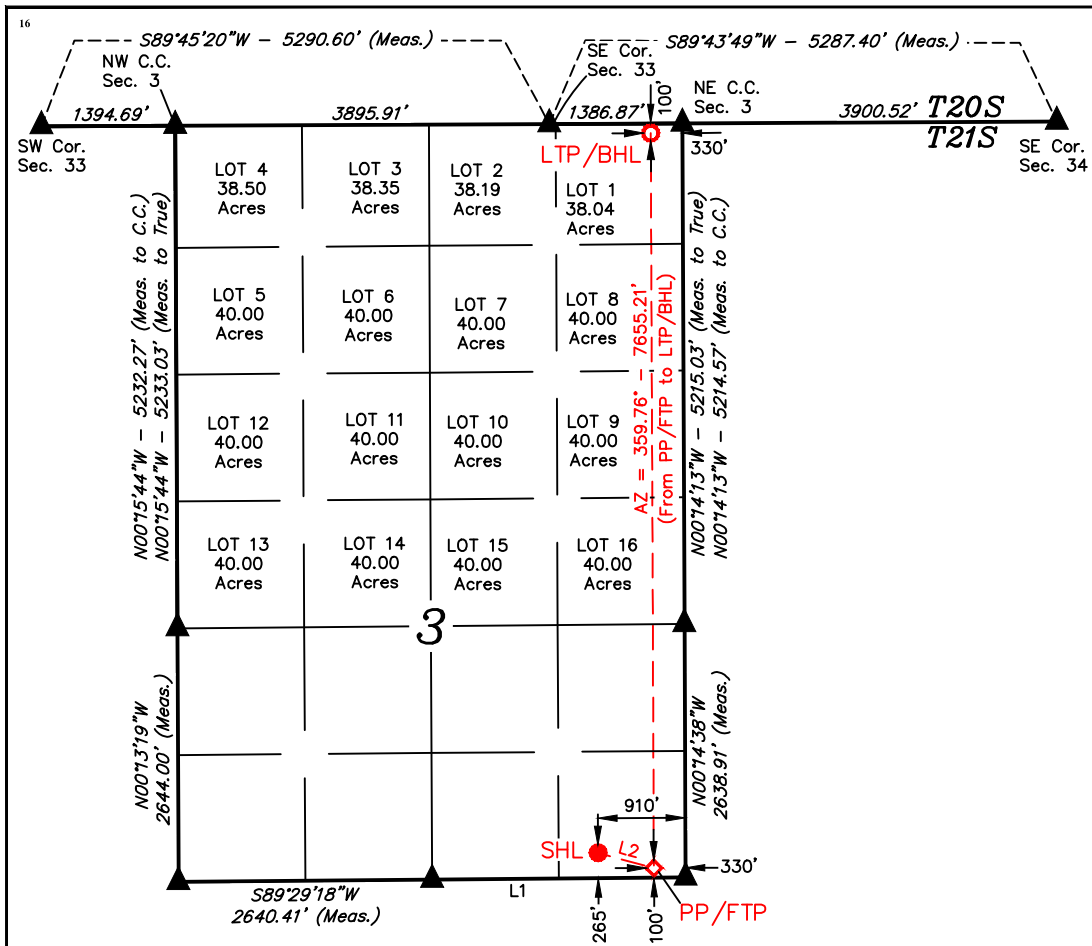 16
S89°45'20"W - 5290.60' (Meas.)
S89°43'49"W - 5287.40' (Meas.)
NW C.C.
Sec. 3
SE Cor.
Sec. 33
100'
NE C.C.
Sec. 3
1394.69'
3895.91'
1386.87'
3900.52'
T20S
T21S
SW Cor.
Sec. 33
SE Cor.
Sec. 34
LTP/BHL
330'
LOT 4
38.50
Acres
LOT 3
38.35
Acres
LOT 2
38.19
Acres
LOT 1
38.04
Acres
N00°15'44"W - 5232.27' (Meas. to C.C.)
N00°15'44"W - 5233.03' (Meas. to True)
AZ = 359.76° - 7655.21'
(From PP/FTP to LTP/BHL)
N00°14'13"W - 5215.03' (Meas. to True)
N00°14'13"W - 5214.57' (Meas. to C.C.)
LOT 5
40.00
Acres
LOT 6
40.00
Acres
LOT 7
40.00
Acres
LOT 8
40.00
Acres
LOT 12
40.00
Acres
LOT 11
40.00
Acres
LOT 10
40.00
Acres
LOT 9
40.00
Acres
LOT 13
40.00
Acres
LOT 14
40.00
Acres
LOT 15
40.00
Acres
LOT 16
40.00
Acres
3
N00°13'19"W
2644.00' (Meas.)
N00°14'38"W
2638.91' (Meas.)
910'
SHL
L2
330'
S89°29'18"W
2640.41' (Meas.)
L1
265'
100'
PP/FTP